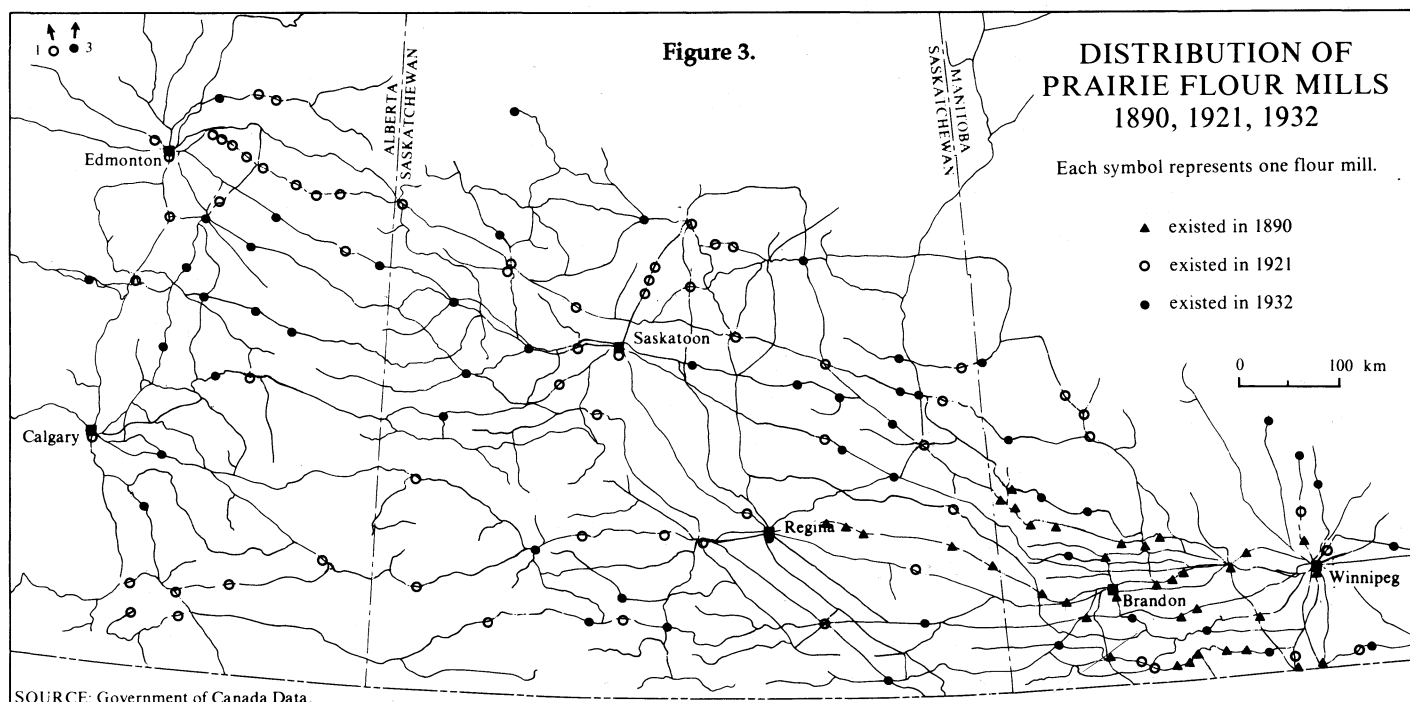 1 3
Figure 3.
DISTRIBUTION OF
PRAIRIE FLOUR MILLS
1890, 1921, 1932
Each symbol represents one flour mill.
existed in 1890
existed in 1921
existed in 1932
0 100 km
ALBERTA
SASKATCHEWAN
SASKATCHEWAN
MANITOBA
Edmonton
Saskatoon
Calgary
Regina
Brandon
Winnipeg
SOURCE: Government of Canada Data.